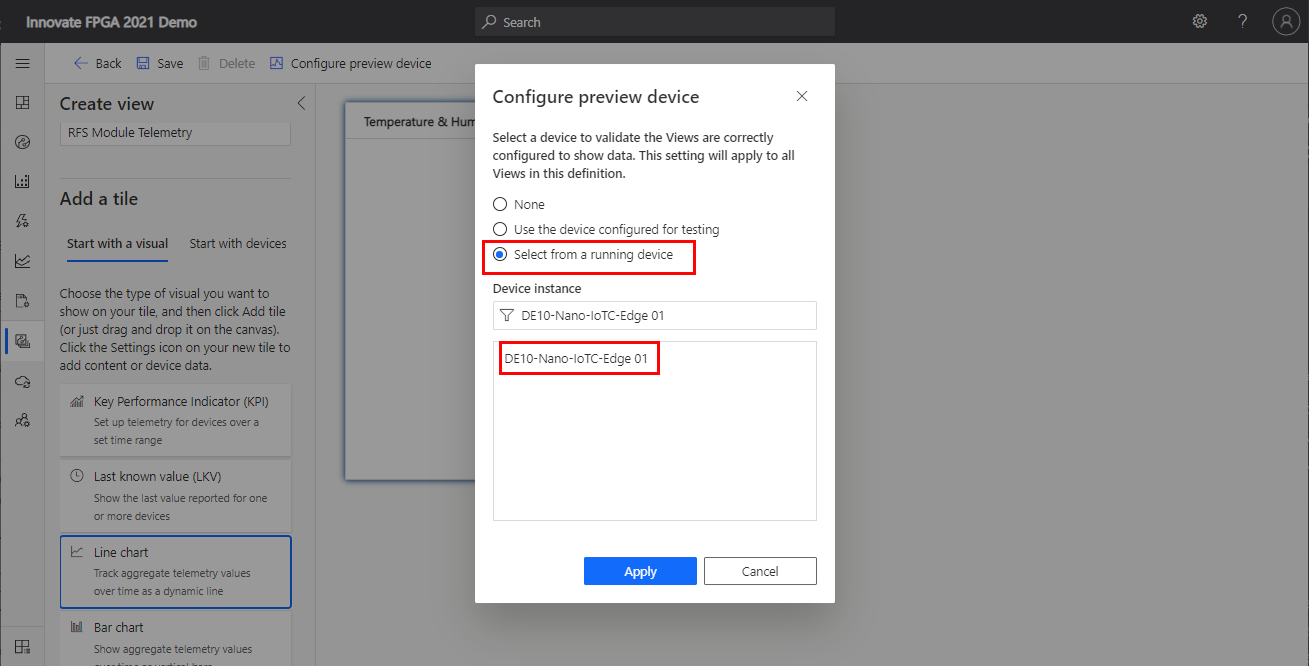 Innovate FPGA 2021 Demo
Search
?
Back
Save
Delete
Configure preview device
Create view
RFS Module Telemetry
Add a tile
Start with a visual
Start with devices
Choose the type of visual you want to
show on your tile, and then click Add tile
(or just drag and drop it on the canvas).
Click the Settings icon on your new tile to
add content or device data.
Key Performance Indicator (KPI)
Set up telemetry for devices over a
set time range
Last known value (LKV)
Show the last value reported for one
or more devices
Line chart
Track aggregate telemetry values
over time as a dynamic line
Bar chart
Show aggregate telemetry values
Temperature & Hum
Configure preview device
Select a device to validate the Views are correctly
configured to show data. This setting will apply to all
Views in this definition.
None
Use the device configured for testing
Select from a running device
Device instance
DE10-Nano-IoTC-Edge 01
DE10-Nano-IoTC-Edge 01
Apply
Cancel